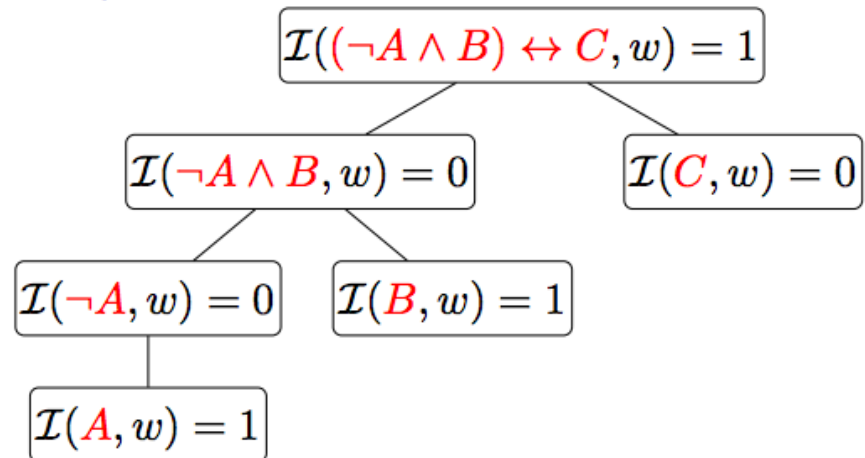 ℐ((¬A ∧ B) ↔ C, w) = 1
ℐ(¬A ∧ B, w) = 0
ℐ(C, w) = 0
ℐ(¬A, w) = 0
ℐ(B, w) = 1
ℐ(A, w) = 1